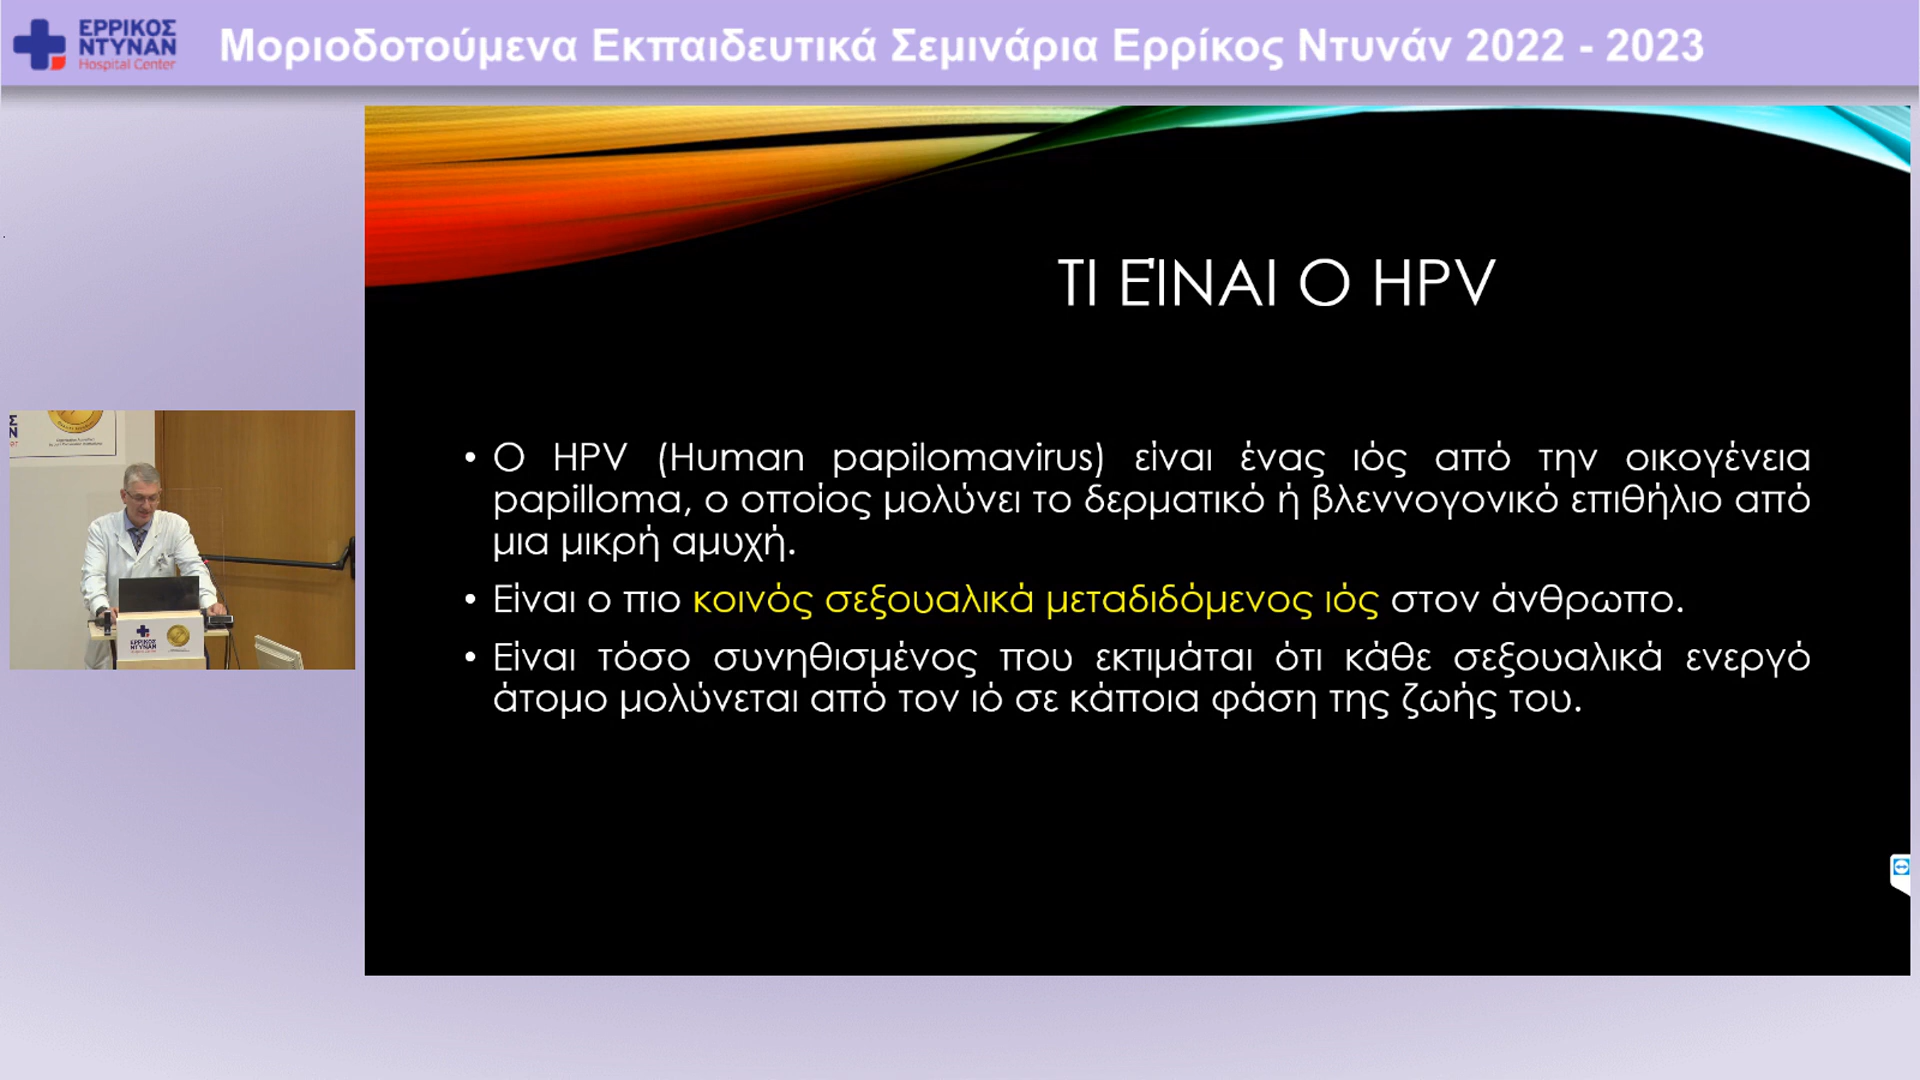 ΕΡΡΙΚΟΣ
ΝΤΥΝΑΝ
Hospital Center
Μοριοδοτούμενα Εκπαιδευτικά Σεμινάρια Ερρίκος Ντυνάν 2022 - 2023
ΤΙ ΕΊΝΑΙ Ο HPV
• Ο HPV (Human papilomavirus) είναι ένας ιός από την οικογένεια
papilloma, ο οποίος μολύνει το δερματικό ή βλεννογονικό επιθήλιο από
μια μικρή αμυχή.
• Είναι ο πιο κοινός σεξουαλικά μεταδιδόμενος ιός στον άνθρωπο.
• Είναι τόσο συνηθισμένος που εκτιμάται ότι κάθε σεξουαλικά ενεργό
άτομο μολύνεται από τον ιό σε κάποια φάση της ζωής του.
ΕΡΡΙΚΟΣ
ΝΤΥΝΑΝ